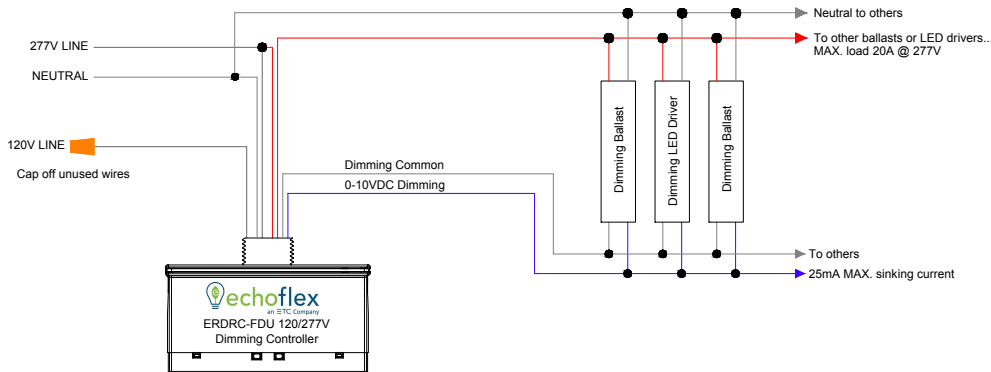 Neutral to others
277V LINE
To other ballasts or LED drivers...
MAX. load 20A @ 277V
NEUTRAL
Dimming Ballast
Dimming LED Driver
Dimming Ballast
120V LINE
Cap off unused wires
Dimming Common
0-10VDC Dimming
To others
25mA MAX. sinking current
echoflex
an ETC Company
ERDRC-FDU 120/277V
Dimming Controller